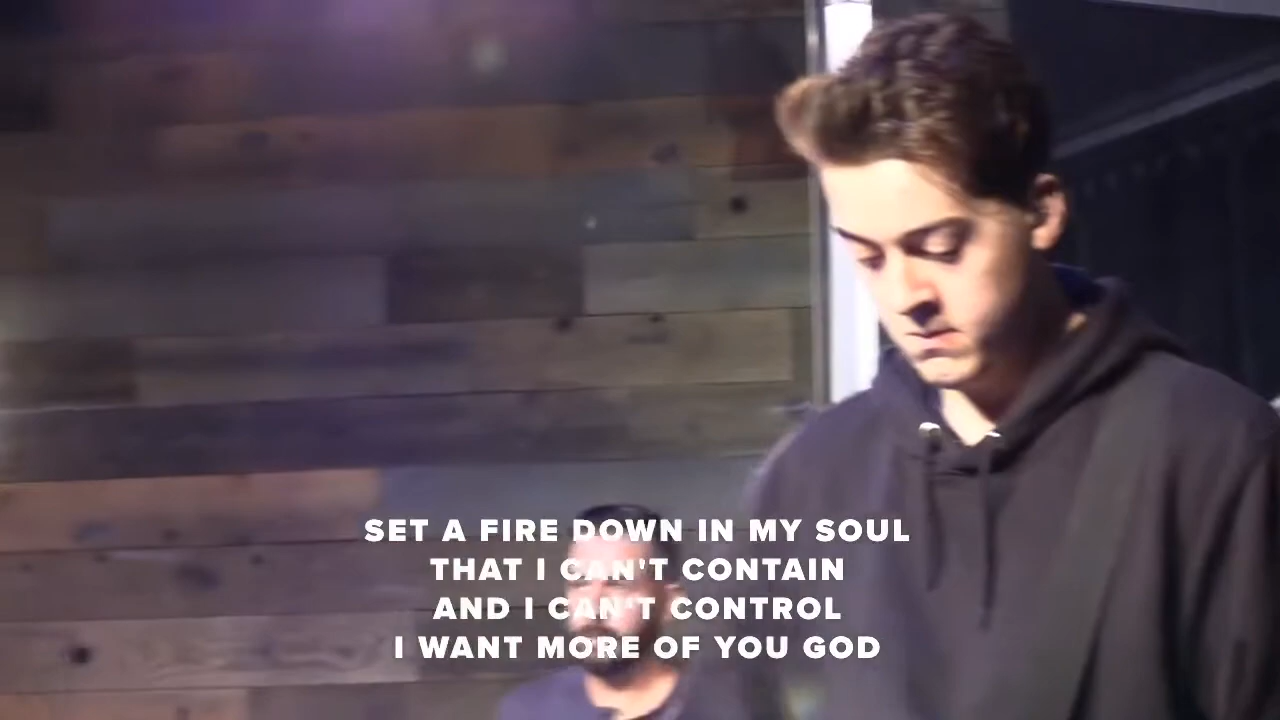 SET A FIRE DOWN IN MY SOUL
THAT I CAN'T CONTAIN
AND I CAN'T CONTROL
I WANT MORE OF YOU GOD